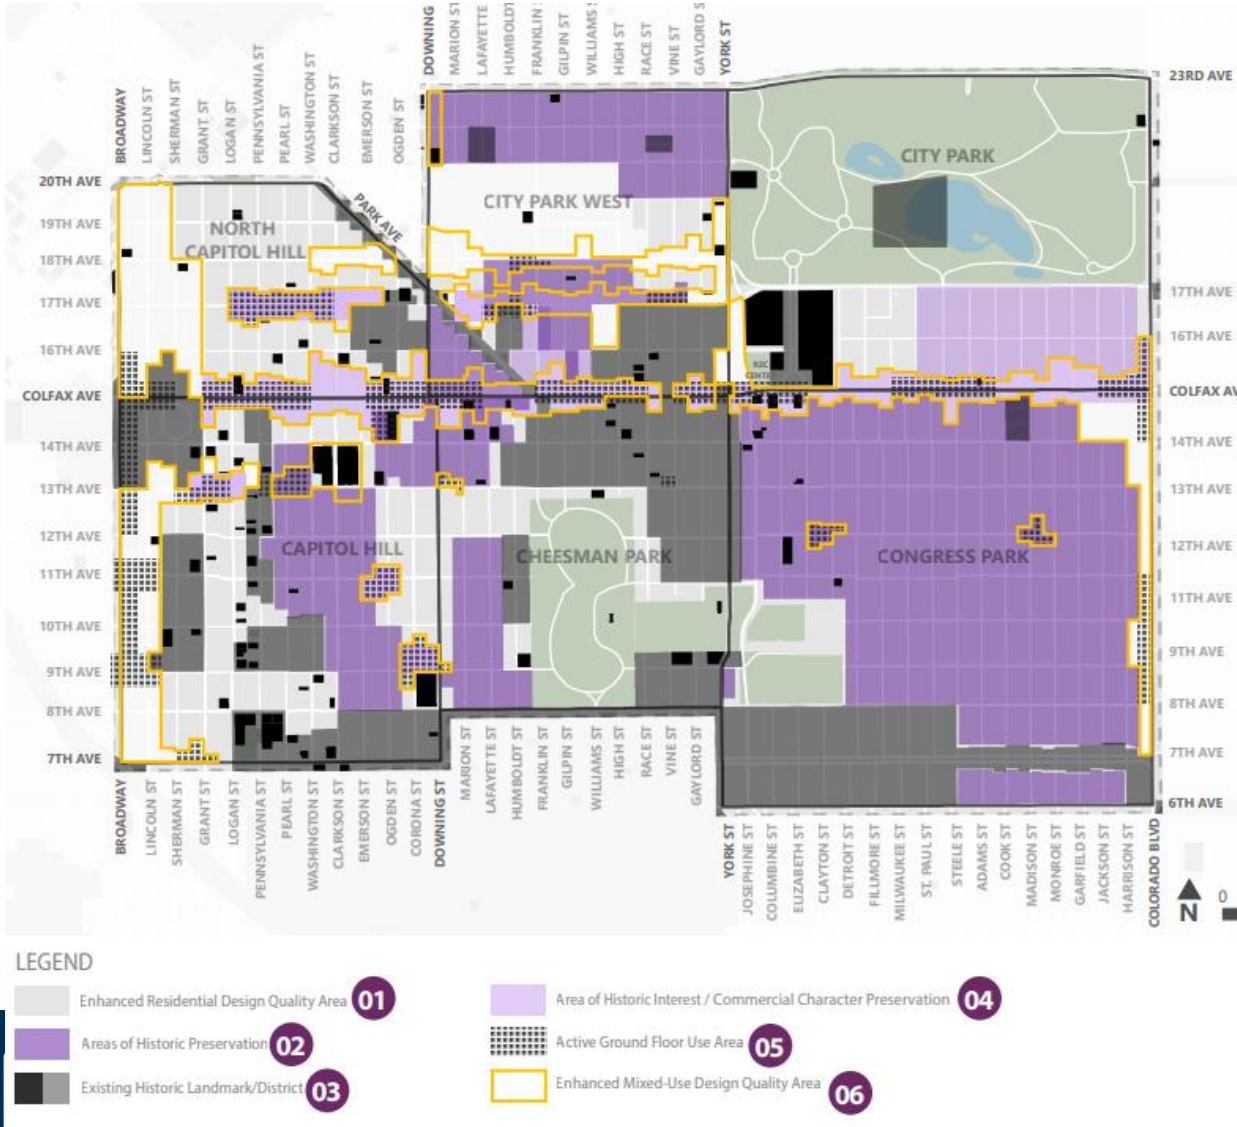 DOWNING
MARION ST
LAFAYETTE
HUMBOLDT
FRANKLIN
GILPIN ST
WILLIAMS
HIGH ST
RACE ST
VINE ST
GAYLORD S
YORK ST
23RD AVE
BROADWAY
LINCOLN ST
SHERMAN ST
GRANT ST
LOGAN ST
PENNSYLVANIA ST
PEARL ST
WASHINGTON ST
CLARKSON ST
EMERSON ST
OGDEN ST
CITY PARK
20TH AVE
CITY PARK WEST
PARK AVE
19TH AVE
NORTH
CAPITOL HILL
18TH AVE
17TH AVE
17TH AVE
16TH AVE
16TH AVE
REC
CENTER
COLFAX AVE
COLFAX AV
14TH AVE
14TH AVE
13TH AVE
13TH AVE
12TH AVE
12TH AVE
CAPITOL HILL
CHEESMAN PARK
CONGRESS PARK
11TH AVE
11TH AVE
10TH AVE
9TH AVE
9TH AVE
8TH AVE
8TH AVE
7TH AVE
7TH AVE
6TH AVE
BROADWAY
LINCOLN ST
SHERMAN ST
GRANT ST
LOGAN ST
PENNSYLVANIA ST
PEARL ST
WASHINGTON ST
CLARKSON ST
EMERSON ST
OGDEN ST
CORONA ST
DOWNING ST
MARION ST
LAFAYETTE ST
HUMBOLDT ST
FRANKLIN ST
GILPIN ST
WILLIAMS ST
HIGH ST
RACE ST
VINE ST
GAYLORD ST
YORK ST
JOSEPHINE ST
COLUMBINE ST
ELIZABETH ST
CLAYTON ST
DETROIT ST
FILLMORE ST
MILWAUKEE ST
ST. PAUL ST
STEELE ST
ADAMS ST
COOK ST
MADISON ST
MONROE ST
GARFIELD ST
JACKSON ST
HARRISON ST
COLORADO BLVD
N
0
LEGEND
Enhanced Residential Design Quality Area 01
Areas of Historic Preservation 02
Existing Historic Landmark/District 03
Area of Historic Interest / Commercial Character Preservation 04
Active Ground Floor Use Area 05
Enhanced Mixed-Use Design Quality Area 06